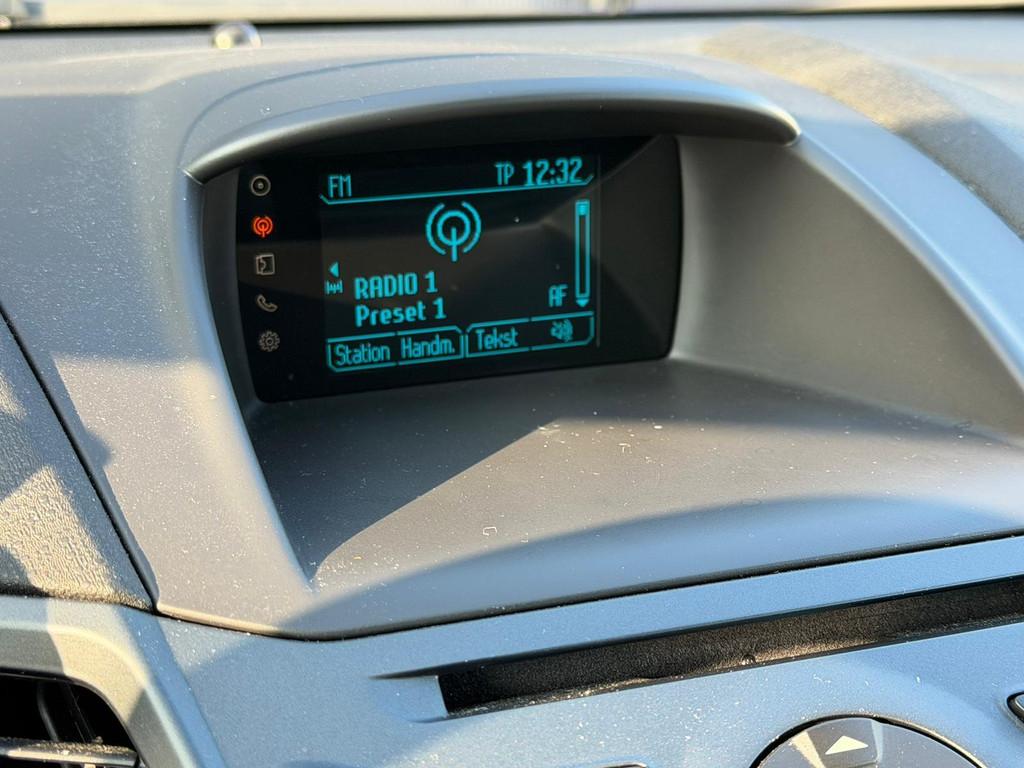 FM TP 12:32
RADIO 1
Preset 1 AF
Station Handm. Tekst